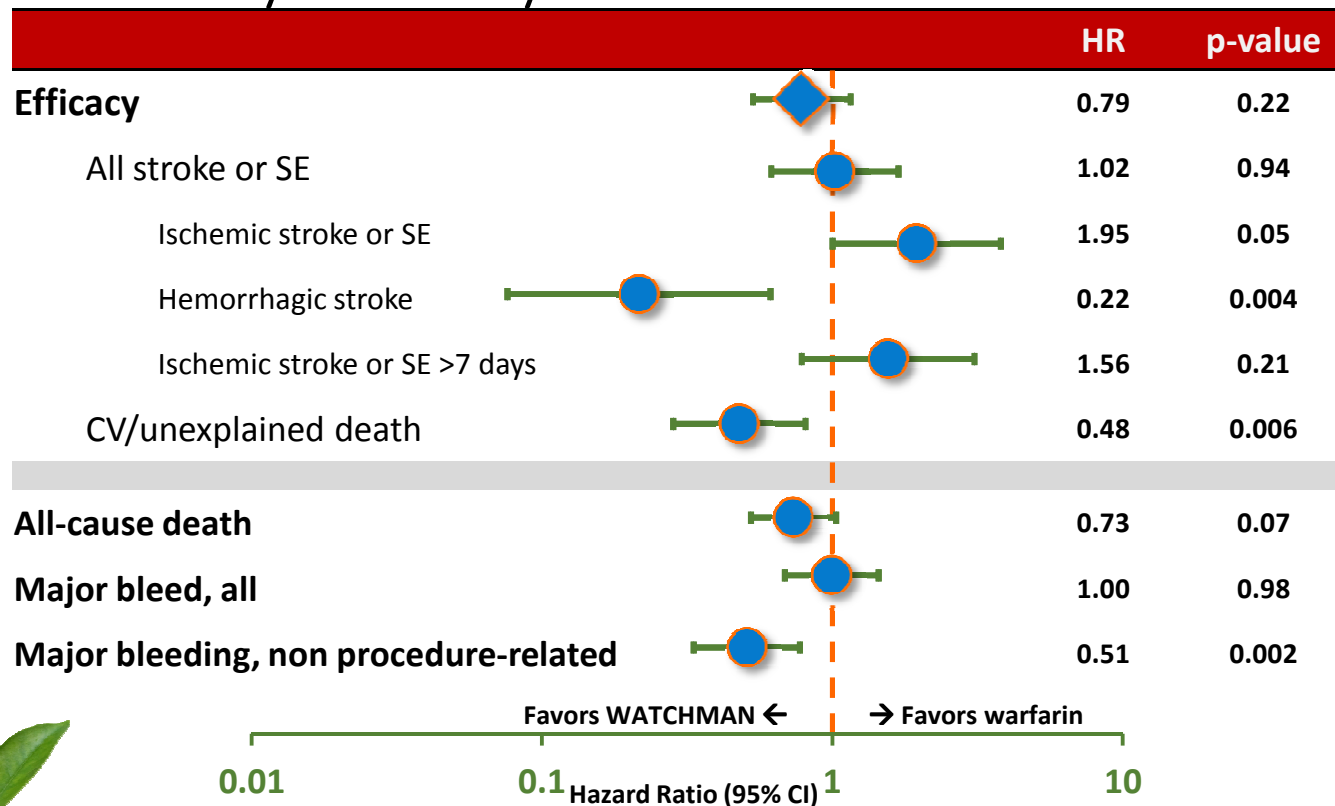 HR p-value
Efficacy 0.79 0.22
All stroke or SE 1.02 0.94
Ischemic stroke or SE 1.95 0.05
Hemorrhagic stroke 0.22 0.004
Ischemic stroke or SE >7 days 1.56 0.21
CV/unexplained death 0.48 0.006
All-cause death 0.73 0.07
Major bleed, all 1.00 0.98
Major bleeding, non procedure-related 0.51 0.002
Favors WATCHMAN ← → Favors warfarin
0.01 0.1 1 10
Hazard Ratio (95% CI)